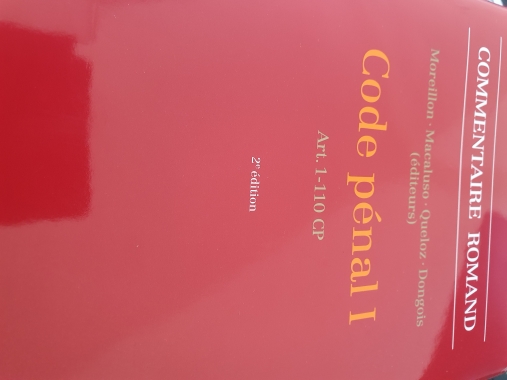 COMMENTAIRE ROMAND
Moreillon · Macaluso · Queloz · Dongois
(éditeurs)
Code pénal I
Art. 1-110 CP
2e édition